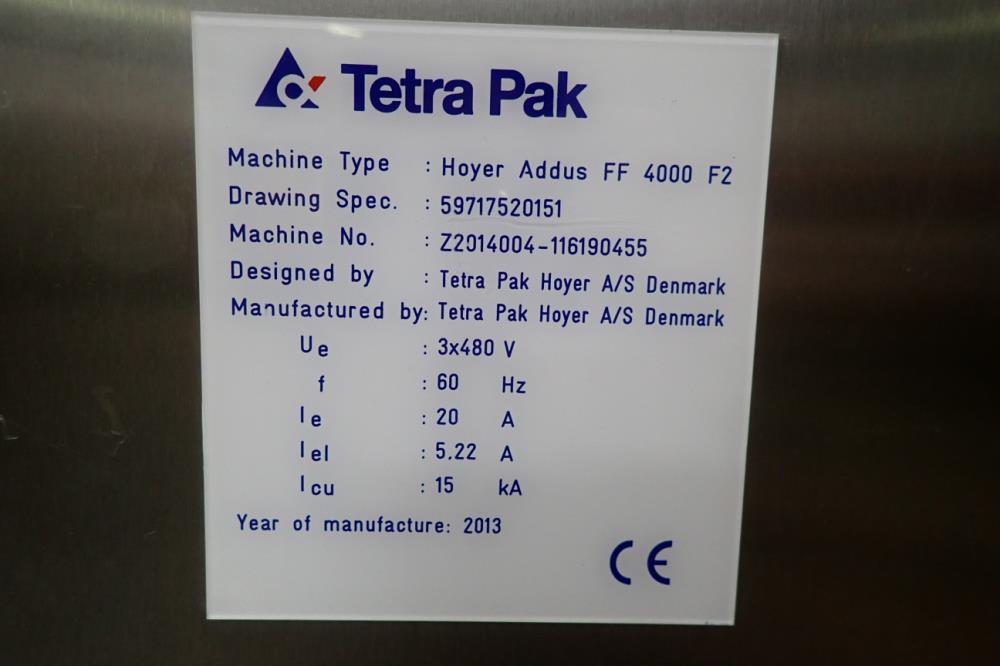 Tetra Pak
Machine Type : Hoyer Addus FF 4000 F2
Drawing Spec. : 59717520151
Machine No. : Z2014004-116190455
Designed by : Tetra Pak Hoyer A/S Denmark
Manufactured by: Tetra Pak Hoyer A/S Denmark
Ue : 3x480 V
f : 60 Hz
Ie : 20 A
Iel : 5.22 A
Icu : 15 kA
Year of manufacture: 2013
CE